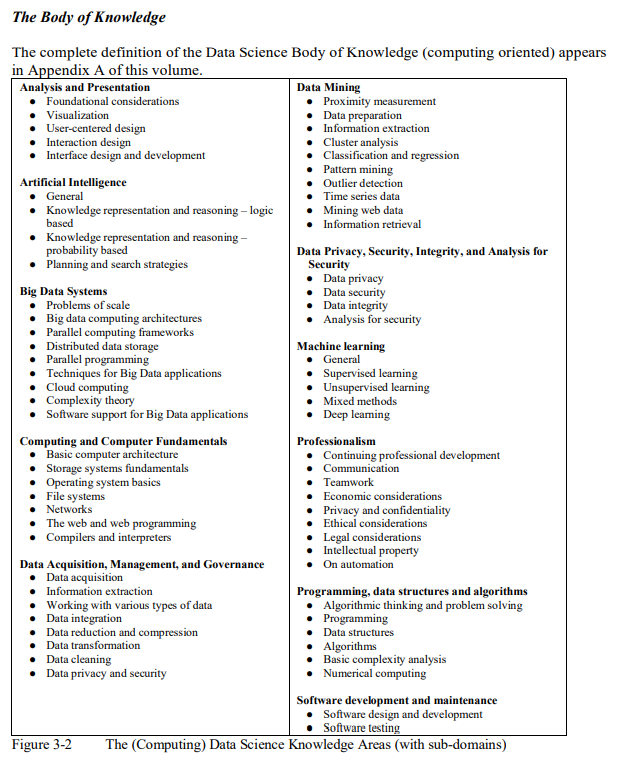 The Body of Knowledge
The complete definition of the Data Science Body of Knowledge (computing oriented) appears
in Appendix A of this volume.
Analysis and Presentation
● Foundational considerations
● Visualization
● User-centered design
● Interaction design
● Interface design and development
Artificial Intelligence
● General
● Knowledge representation and reasoning – logic
based
● Knowledge representation and reasoning –
probability based
● Planning and search strategies
Big Data Systems
● Problems of scale
● Big data computing architectures
● Parallel computing frameworks
● Distributed data storage
● Parallel programming
● Techniques for Big Data applications
● Cloud computing
● Complexity theory
● Software support for Big Data applications
Computing and Computer Fundamentals
● Basic computer architecture
● Storage systems fundamentals
● Operating system basics
● File systems
● Networks
● The web and web programming
● Compilers and interpreters
Data Acquisition, Management, and Governance
● Data acquisition
● Information extraction
● Working with various types of data
● Data integration
● Data reduction and compression
● Data transformation
● Data cleaning
● Data privacy and security
Data Mining
● Proximity measurement
● Data preparation
● Information extraction
● Cluster analysis
● Classification and regression
● Pattern mining
● Outlier detection
● Time series data
● Mining web data
● Information retrieval
Data Privacy, Security, Integrity, and Analysis for
Security
● Data privacy
● Data security
● Data integrity
● Analysis for security
Machine learning
● General
● Supervised learning
● Unsupervised learning
● Mixed methods
● Deep learning
Professionalism
● Continuing professional development
● Communication
● Teamwork
● Economic considerations
● Privacy and confidentiality
● Ethical considerations
● Legal considerations
● Intellectual property
● On automation
Programming, data structures and algorithms
● Algorithmic thinking and problem solving
● Programming
● Data structures
● Algorithms
● Basic complexity analysis
● Numerical computing
Software development and maintenance
● Software design and development
● Software testing
Figure 3-2 The (Computing) Data Science Knowledge Areas (with sub-domains)